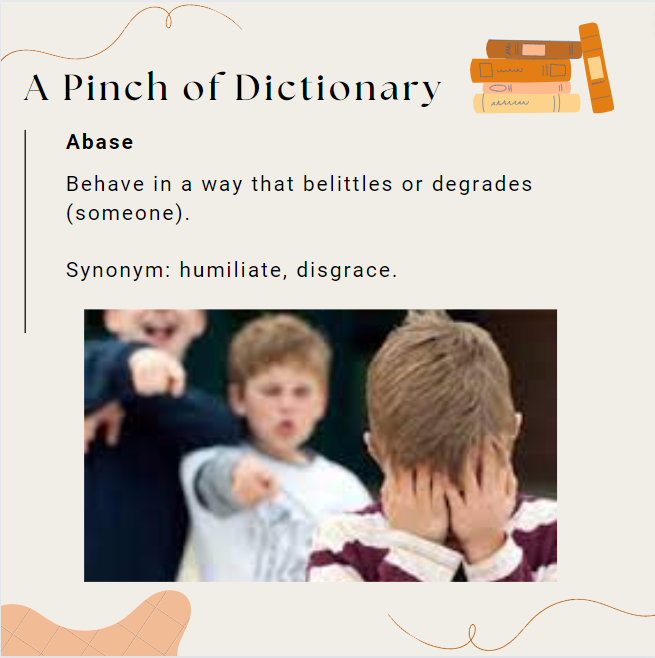 A Pinch of Dictionary
Abase
Behave in a way that belittles or degrades
(someone).
Synonym: humiliate, disgrace.